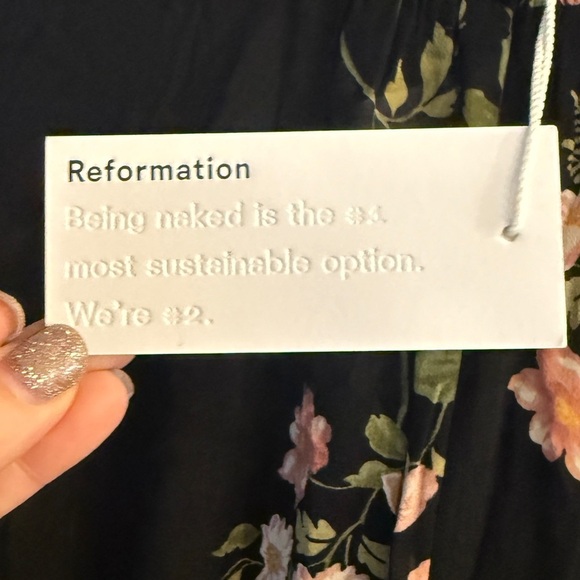 Reformation
Being naked is the #1
most sustainable option.
We're #2.